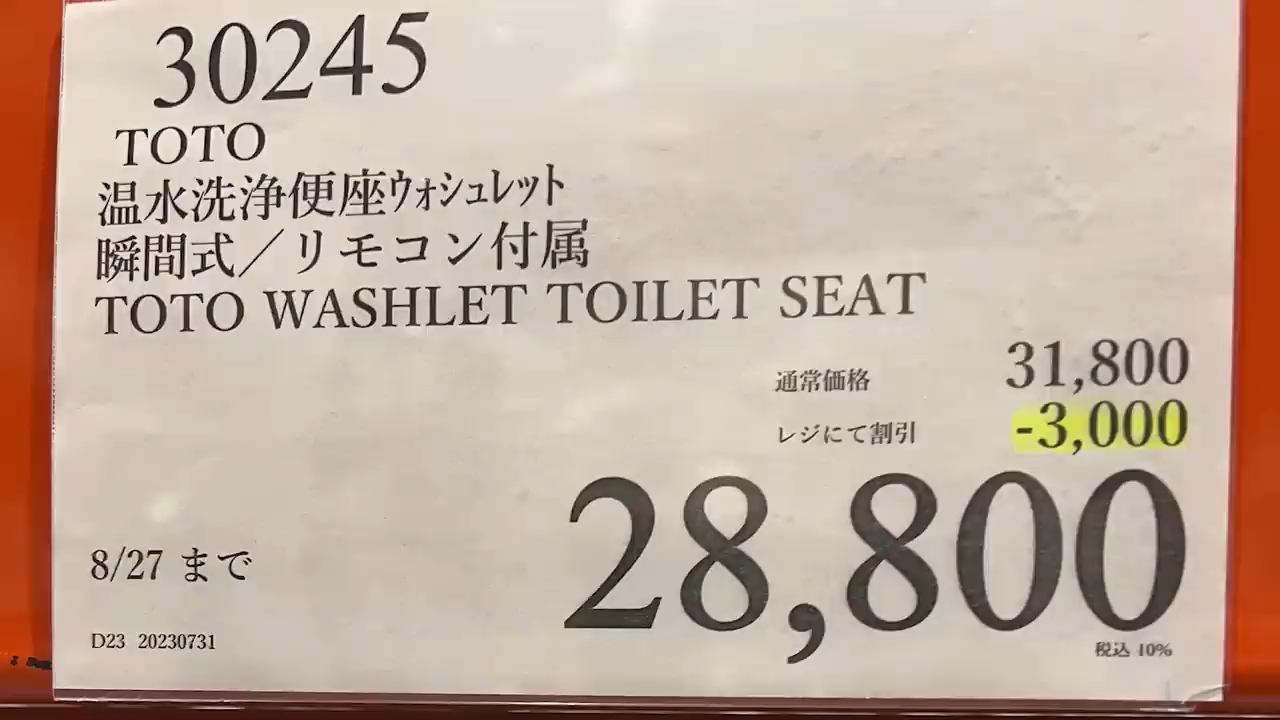 30245
TOTO
温水洗浄便座ウォシュレット
瞬間式／リモコン付属
TOTO WASHLET TOILET SEAT
通常価格 31,800
レジにて割引 -3,000
28,800
8/27 まで
D23 20230731
税込 10%